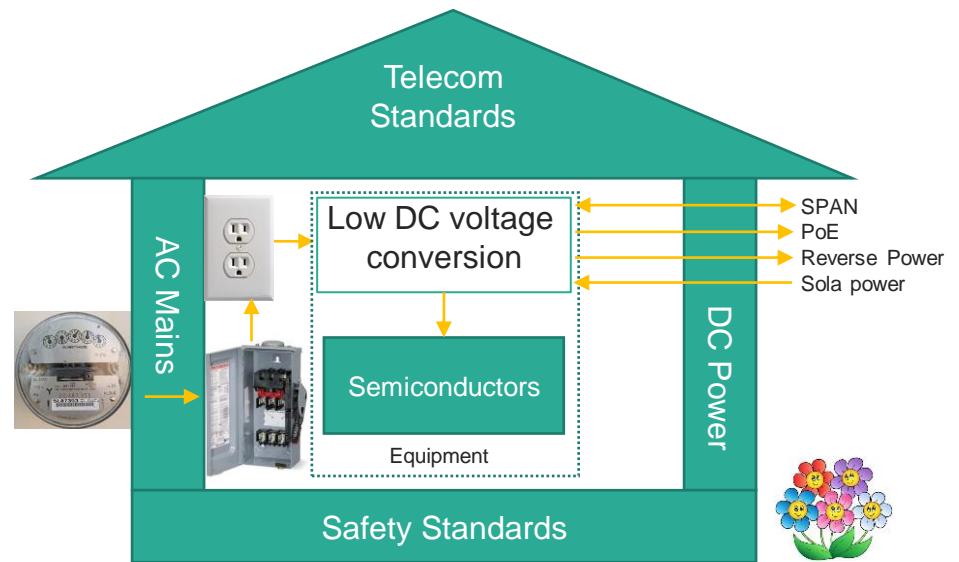 Telecom
Standards
AC Mains
Low DC voltage
conversion
SPAN
PoE
Reverse Power
Sola power
DC Power
Semiconductors
Equipment
Safety Standards